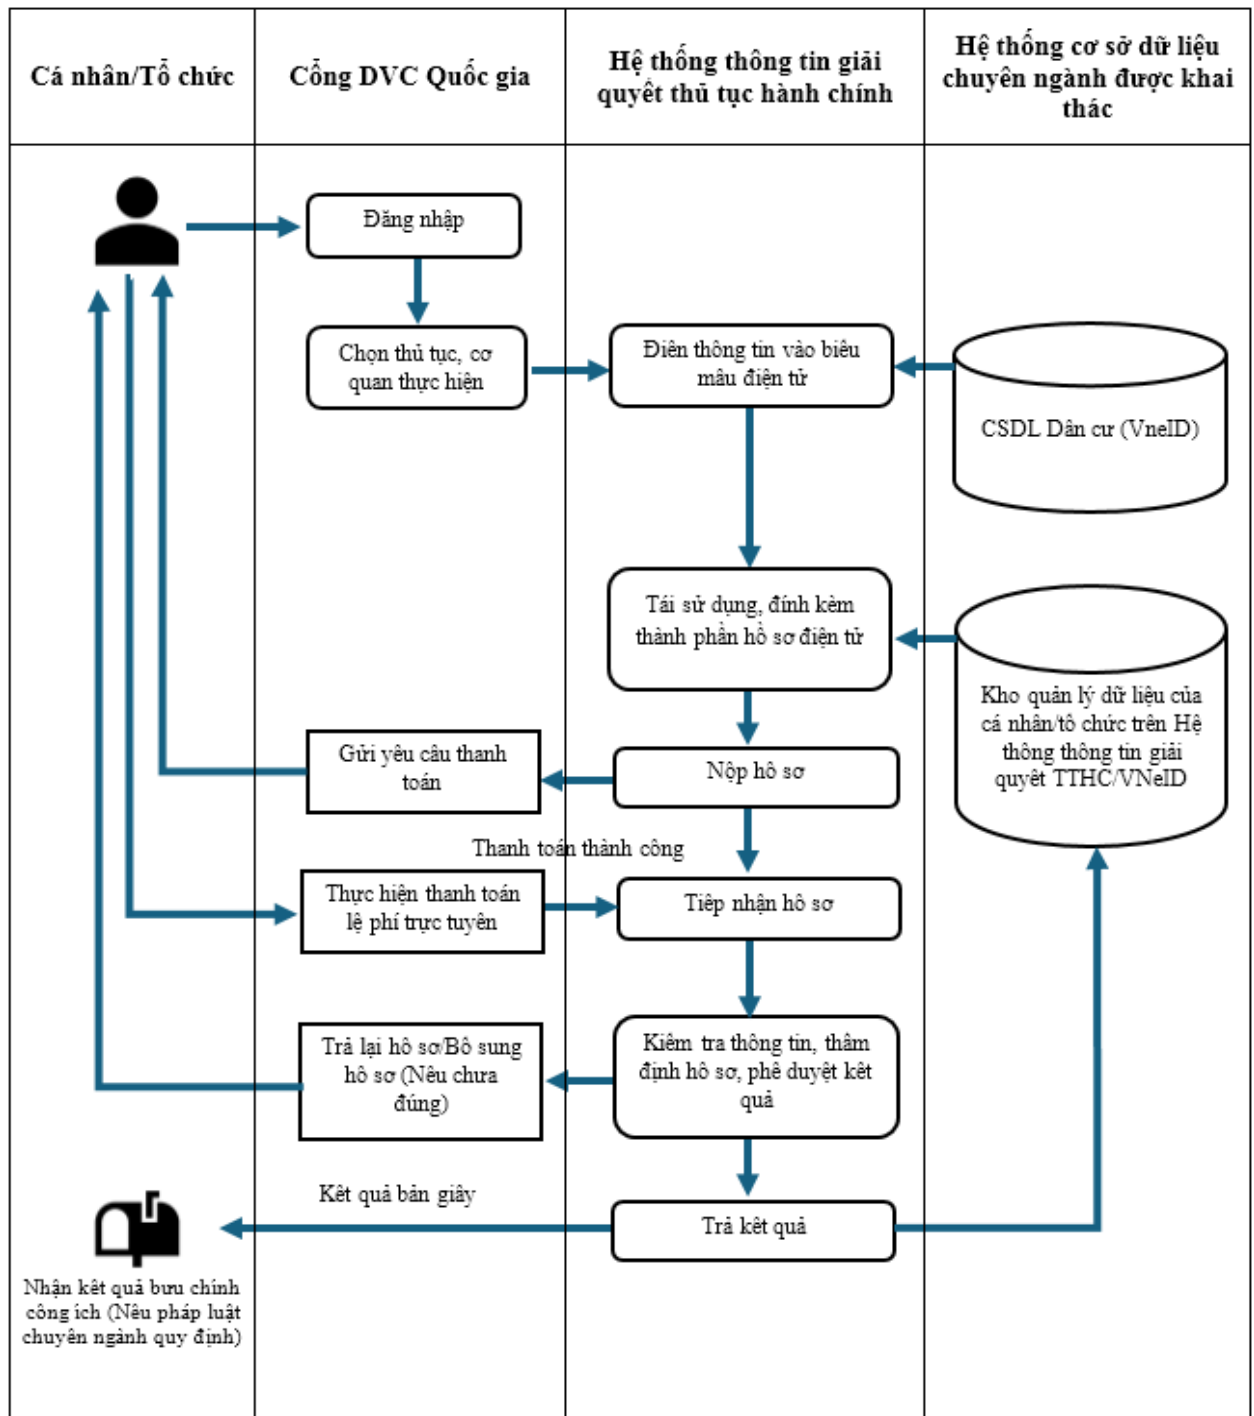 Cá nhân/Tổ chức
Cổng DVC Quốc gia
Hệ thống thông tin giải
quyết thủ tục hành chính
Hệ thống cơ sở dữ liệu
chuyên ngành được khai
thác
Đăng nhập
Chọn thủ tục, cơ
quan thực hiện
Điền thông tin vào biểu
mẫu điện tử
CSDL Dân cư (VneID)
Tái sử dụng, đính kèm
thành phần hồ sơ điện tử
Kho quản lý dữ liệu của
cá nhân/tổ chức trên Hệ
thống thông tin giải
quyết TTHC/VNeID
Gửi yêu cầu thanh
toán
Nộp hồ sơ
Thanh toán thành công
Thực hiện thanh toán
lệ phí trực tuyến
Tiếp nhận hồ sơ
Trả lại hồ sơ/Bổ sung
hồ sơ (Nếu chưa
đúng)
Kiểm tra thông tin, thẩm
định hồ sơ, phê duyệt kết
quả
Kết quả bản giấy
Trả kết quả
Nhận kết quả bưu chính
công ích (Nếu pháp luật
chuyên ngành quy định)